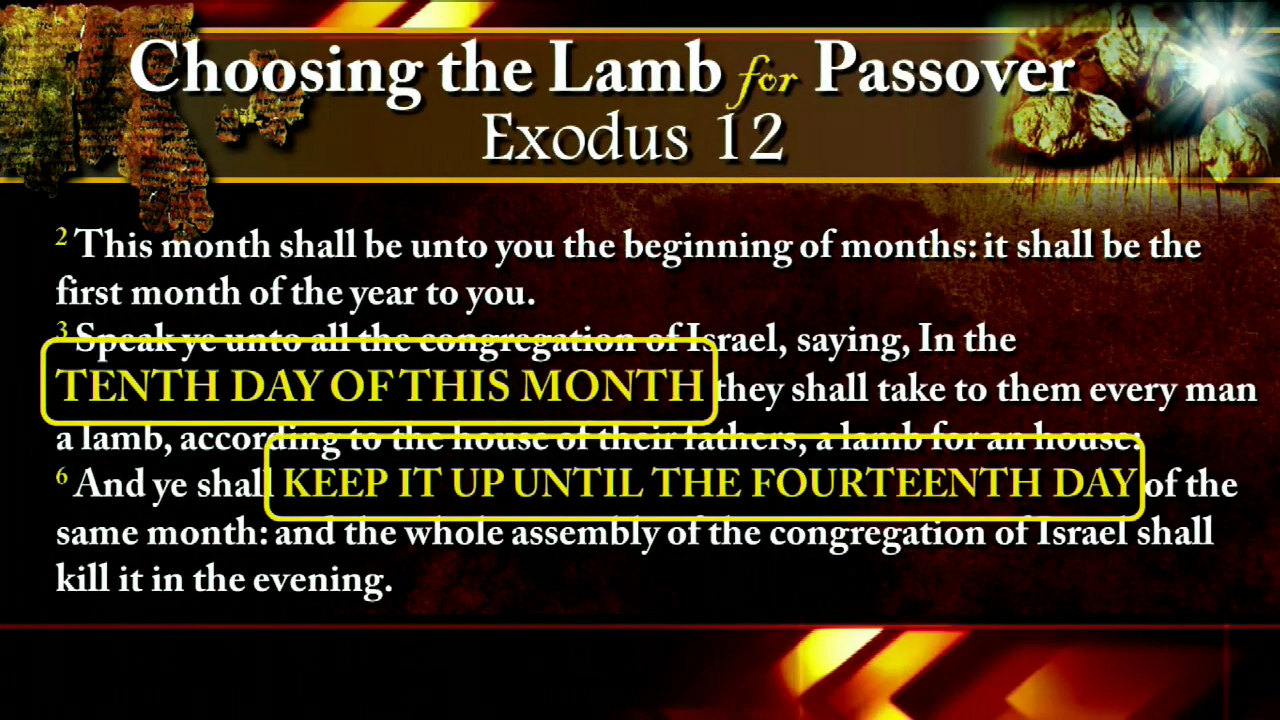 Choosing the Lamb for Passover
Exodus 12
2 This month shall be unto you the beginning of months: it shall be the
first month of the year to you.
3 Speak ye unto all the congregation of Israel, saying, In the
TENTH DAY OF THIS MONTH they shall take to them every man
a lamb, according to the house of their fathers, a lamb for an house:
6 And ye shall KEEP IT UP UNTIL THE FOURTEENTH DAY of the
same month: and the whole assembly of the congregation of Israel shall
kill it in the evening.